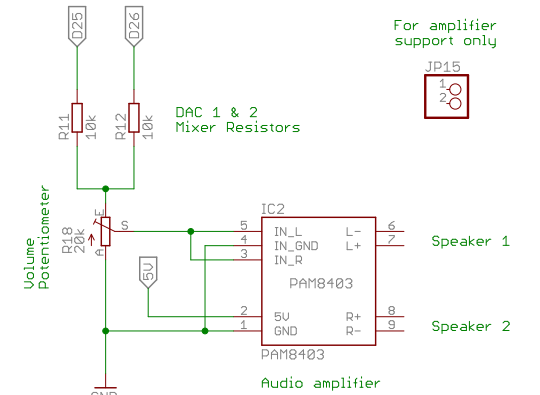 D25
D26
For amplifier
support only
JP15
1
2
R11
10k
R12
10k
DAC 1 & 2
Mixer Resistors
Volume
Potentiometer
R18
20k
E
S
A
IC2
5
4
3
2
1
IN_L
IN_GND
IN_R
5V
GND
L-
L+
R+
R-
6
7
8
9
PAM8403
PAM8403
5V
Speaker 1
Speaker 2
Audio amplifier
GND